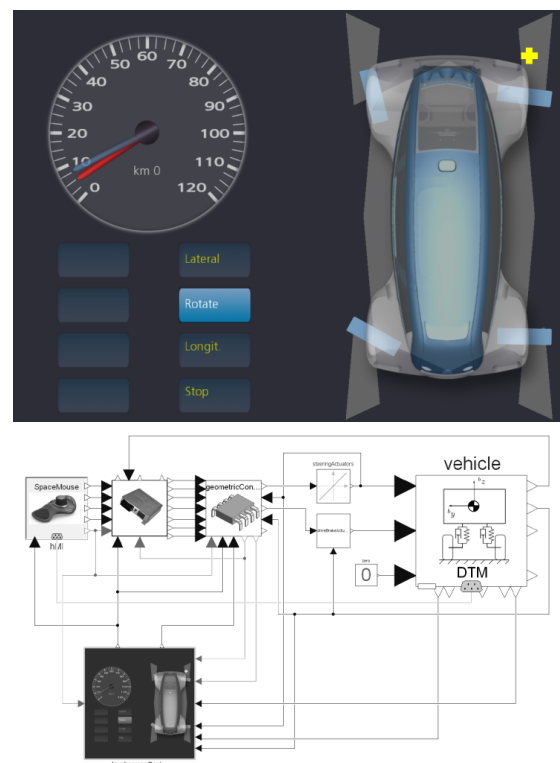 60
50
70
40
80
30
90
20
100
10
110
0
120
km 0
Lateral
Rotate
Longit.
Stop
vehicle
SpaceMouse
geometricCon...
steeringActuators
zero
0
DTM